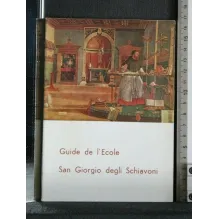 Guide de l'Ecole
San Giorgio degli Schiavoni